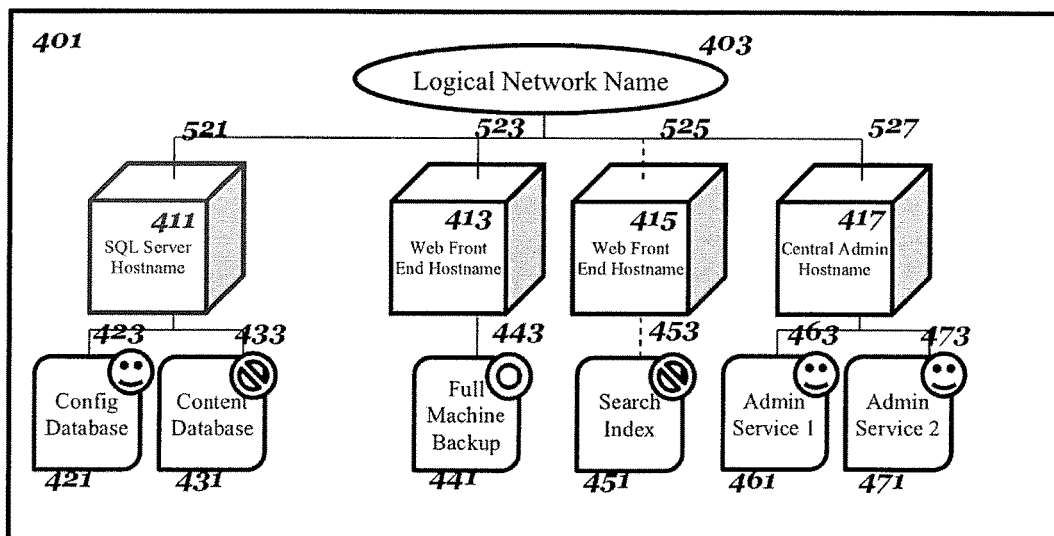 401
403
Logical Network Name
521
523
525
527
411
SQL Server
Hostname
413
Web Front
End Hostname
415
Web Front
End Hostname
417
Central Admin
Hostname
423
433
443
453
463
473
Config
Database
Content
Database
Full
Machine
Backup
Search
Index
Admin
Service 1
Admin
Service 2
421
431
441
451
461
471